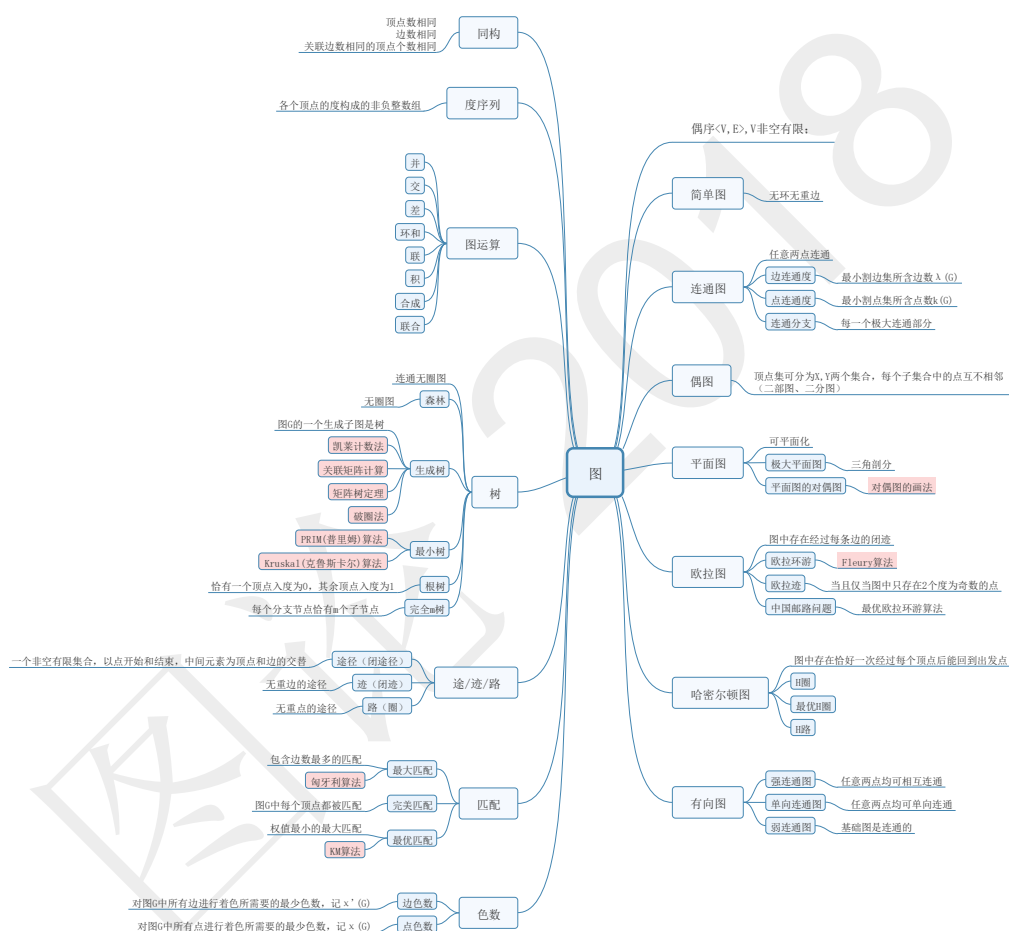 图论 2018
图
同构
顶点数相同
边数相同
关联边数相同的顶点个数相同
度序列
各个顶点的度构成的非负整数组
图运算
并
交
差
环和
联
积
合成
联合
树
连通无圈图
森林
无圈图
生成树
图G的一个生成子图是树
凯莱计数法
关联矩阵计算
矩阵树定理
破圈法
最小树
PRIM(普里姆)算法
Kruskal(克鲁斯卡尔)算法
根树
恰有一个顶点入度为0，其余顶点入度为1
完全m树
每个分支节点恰有m个子节点
途/迹/路
途径（闭途径）
一个非空有限集合，以点开始和结束，中间元素为顶点和边的交替
迹（闭迹）
无重边的途径
路（圈）
无重点的途径
匹配
最大匹配
包含边数最多的匹配
匈牙利算法
完美匹配
图G中每个顶点都被匹配
最优匹配
权值最小的最大匹配
KM算法
色数
边色数
对图G中所有边进行着色所需要的最少色数，记χ'(G)
点色数
对图G中所有点进行着色所需要的最少色数，记χ(G)
偶序<V,E>,V非空有限;
简单图
无环无重边
连通图
任意两点连通
边连通度
最小割边集所含边数λ(G)
点连通度
最小割点集所含点数k(G)
连通分支
每一个极大连通部分
偶图
顶点集可分为X,Y两个集合，每个子集合中的点互不相邻
（二部图、二分图）
平面图
可平面化
极大平面图
三角剖分
平面图的对偶图
对偶图的画法
欧拉图
图中存在经过每条边的闭迹
欧拉环游
Fleury算法
欧拉迹
当且仅当图中只存在2个度为奇数的点
中国邮路问题
最优欧拉环游算法
哈密尔顿图
图中存在恰好一次经过每个顶点后能回到出发点
H圈
最优H圈
H路
有向图
强连通图
任意两点均可相互连通
单向连通图
任意两点均可单向连通
弱连通图
基础图是连通的